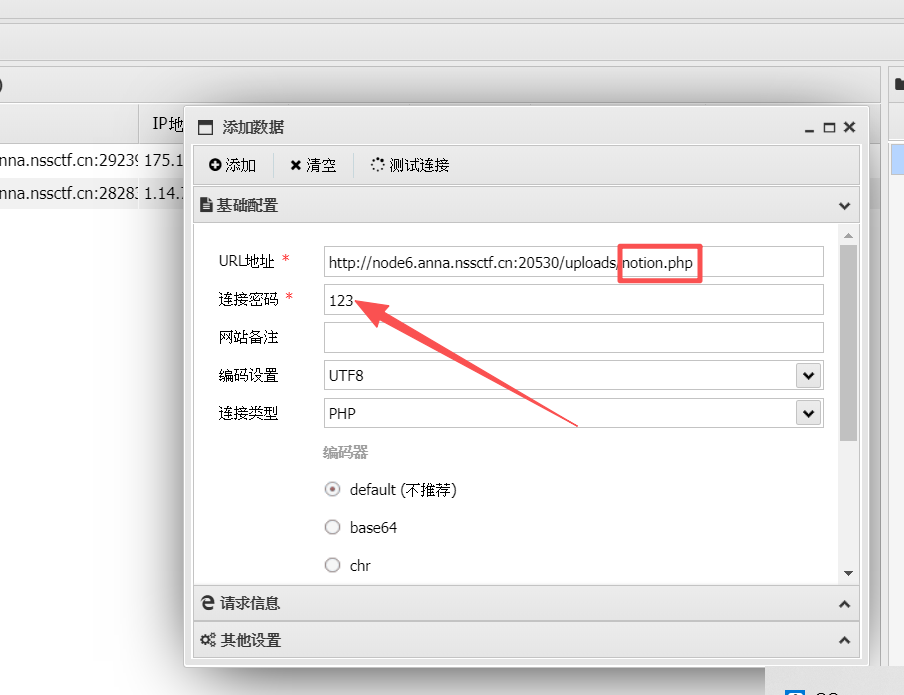 )
IP地
nna.nssctf.cn:29239 175.1
nna.nssctf.cn:28283 1.14.
添加数据
添加 清空 测试连接
基础配置
URL地址 * http://node6.anna.nssctf.cn:20530/uploads/notion.php
连接密码 * 123
网站备注
编码设置 UTF8
连接类型 PHP
编码器
default (不推荐)
base64
chr
请求信息
其他设置